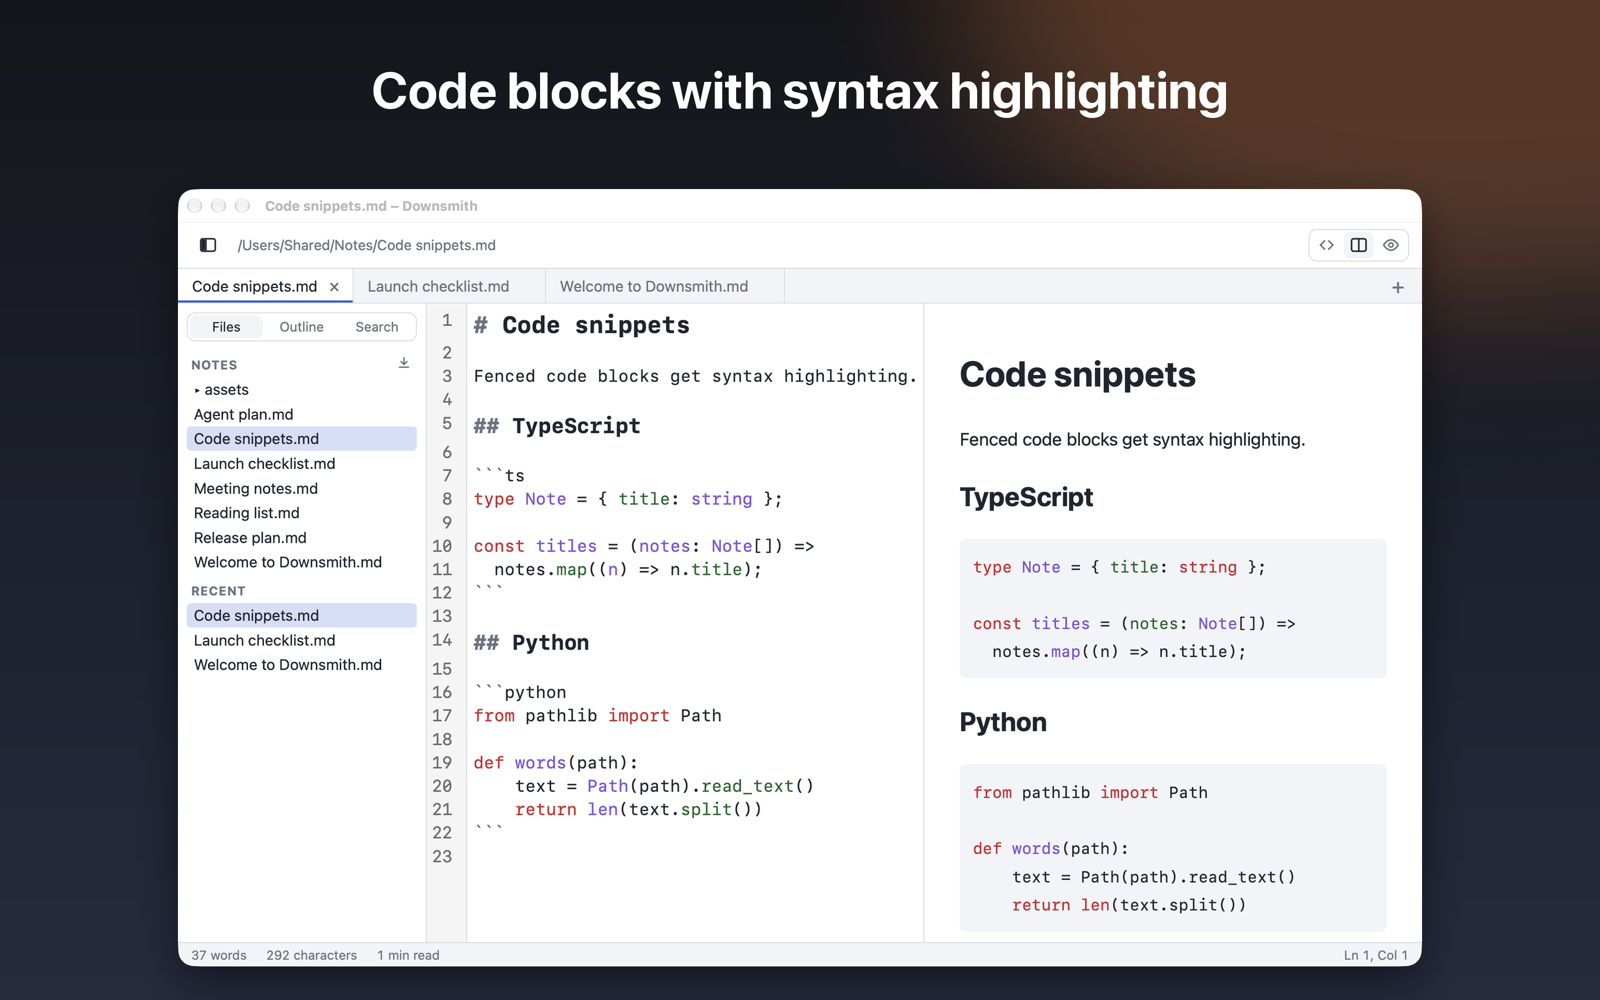 Code blocks with syntax highlighting
Code snippets.md – Downsmith
/Users/Shared/Notes/Code snippets.md
Code snippets.md
Launch checklist.md
Welcome to Downsmith.md
Files
Outline
Search
NOTES
assets
Agent plan.md
Code snippets.md
Launch checklist.md
Meeting notes.md
Reading list.md
Release plan.md
Welcome to Downsmith.md
RECENT
Code snippets.md
Launch checklist.md
Welcome to Downsmith.md
1 # Code snippets
2
3 Fenced code blocks get syntax highlighting.
4
5 ## TypeScript
6
7 ```ts
8 type Note = { title: string };
9
10 const titles = (notes: Note[]) =>
11   notes.map((n) => n.title);
12 ```
13
14 ## Python
15
16 ```python
17 from pathlib import Path
18
19 def words(path):
20     text = Path(path).read_text()
21     return len(text.split())
22 ```
23
Code snippets
Fenced code blocks get syntax highlighting.
TypeScript
type Note = { title: string };
const titles = (notes: Note[]) =>
  notes.map((n) => n.title);
Python
from pathlib import Path
def words(path):
    text = Path(path).read_text()
    return len(text.split())
37 words
292 characters
1 min read
Ln 1, Col 1